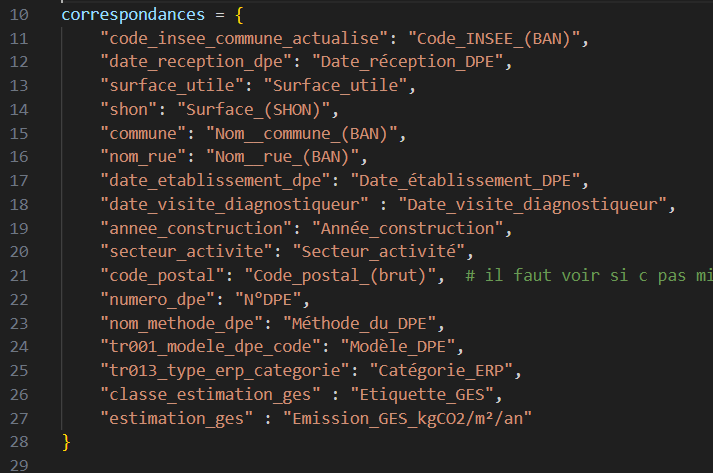 10 correspondances = {
11 "code_insee_commune_actualise": "Code_INSEE_(BAN)",
12 "date_reception_dpe": "Date_réception_DPE",
13 "surface_utile": "Surface_utile",
14 "shon": "Surface_(SHON)",
15 "commune": "Nom__commune_(BAN)",
16 "nom_rue": "Nom__rue_(BAN)",
17 "date_etablissement_dpe": "Date_établissement_DPE",
18 "date_visite_diagnostiqueur" : "Date_visite_diagnostiqueur",
19 "annee_construction": "Année_construction",
20 "secteur_activite": "Secteur_activité",
21 "code_postal": "Code_postal_(brut)",  # il faut voir si c pas mi
22 "numero_dpe": "N°DPE",
23 "nom_methode_dpe": "Méthode_du_DPE",
24 "tr001_modele_dpe_code": "Modèle_DPE",
25 "tr013_type_erp_categorie": "Catégorie_ERP",
26 "classe_estimation_ges" : "Etiquette_GES",
27 "estimation_ges" : "Emission_GES_kgCO2/m²/an"
28 }
29